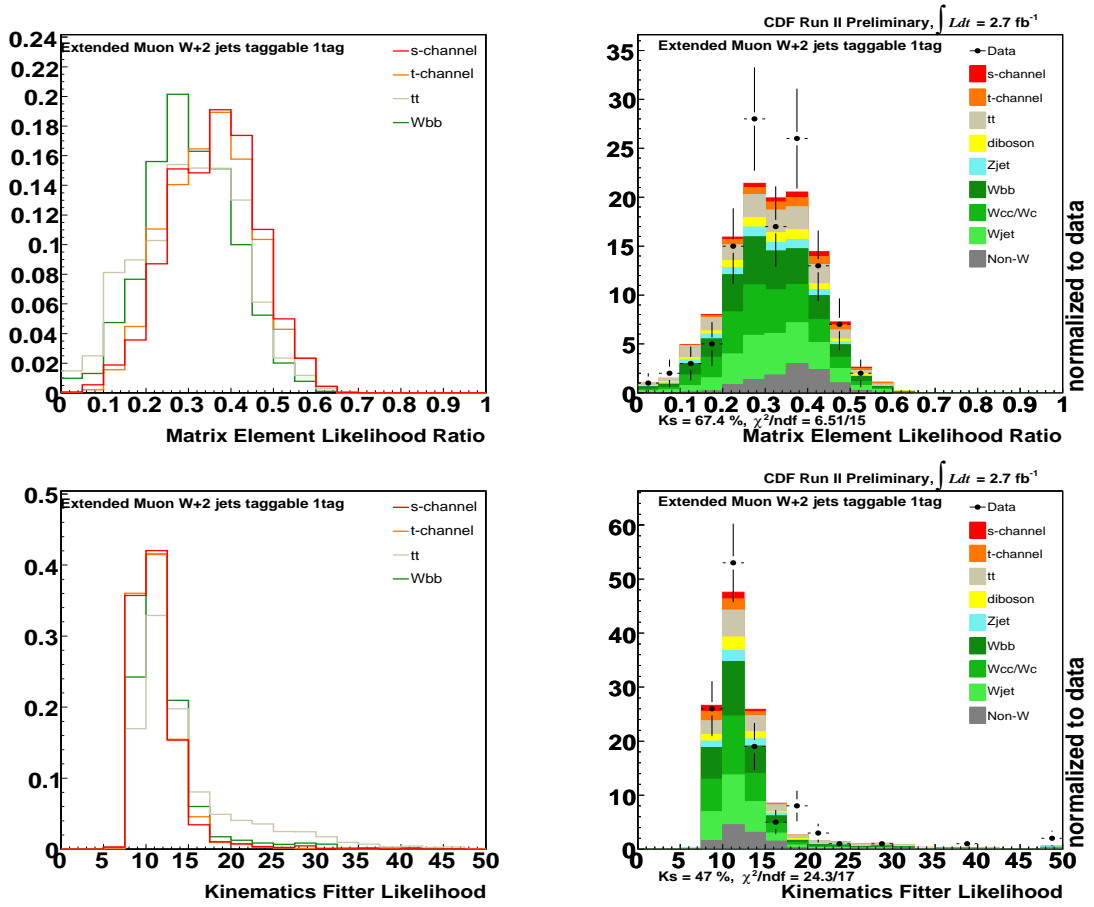 Extended Muon W+2 jets taggable 1tag
s-channel
t-channel
tt
Wbb
0.24
0.22
0.2
0.18
0.16
0.14
0.12
0.1
0.08
0.06
0.04
0.02
0
0 0.1 0.2 0.3 0.4 0.5 0.6 0.7 0.8 0.9 1
Matrix Element Likelihood Ratio
CDF Run II Preliminary, ∫ Ldt = 2.7 fb⁻¹
Extended Muon W+2 jets taggable 1tag
Data
s-channel
t-channel
tt
diboson
Zjet
Wbb
Wcc/Wc
Wjet
Non-W
35
30
25
20
15
10
5
0
0 0.1 0.2 0.3 0.4 0.5 0.6 0.7 0.8 0.9 1
Ks = 67.4 %, χ²/ndf = 6.51/15
Matrix Element Likelihood Ratio
normalized to data
Extended Muon W+2 jets taggable 1tag
s-channel
t-channel
tt
Wbb
0.5
0.4
0.3
0.2
0.1
0
0 5 10 15 20 25 30 35 40 45 50
Kinematics Fitter Likelihood
CDF Run II Preliminary, ∫ Ldt = 2.7 fb⁻¹
Extended Muon W+2 jets taggable 1tag
Data
s-channel
t-channel
tt
diboson
Zjet
Wbb
Wcc/Wc
Wjet
Non-W
60
50
40
30
20
10
0
0 5 10 15 20 25 30 35 40 45 50
Ks = 47 %, χ²/ndf = 24.3/17
Kinematics Fitter Likelihood
normalized to data